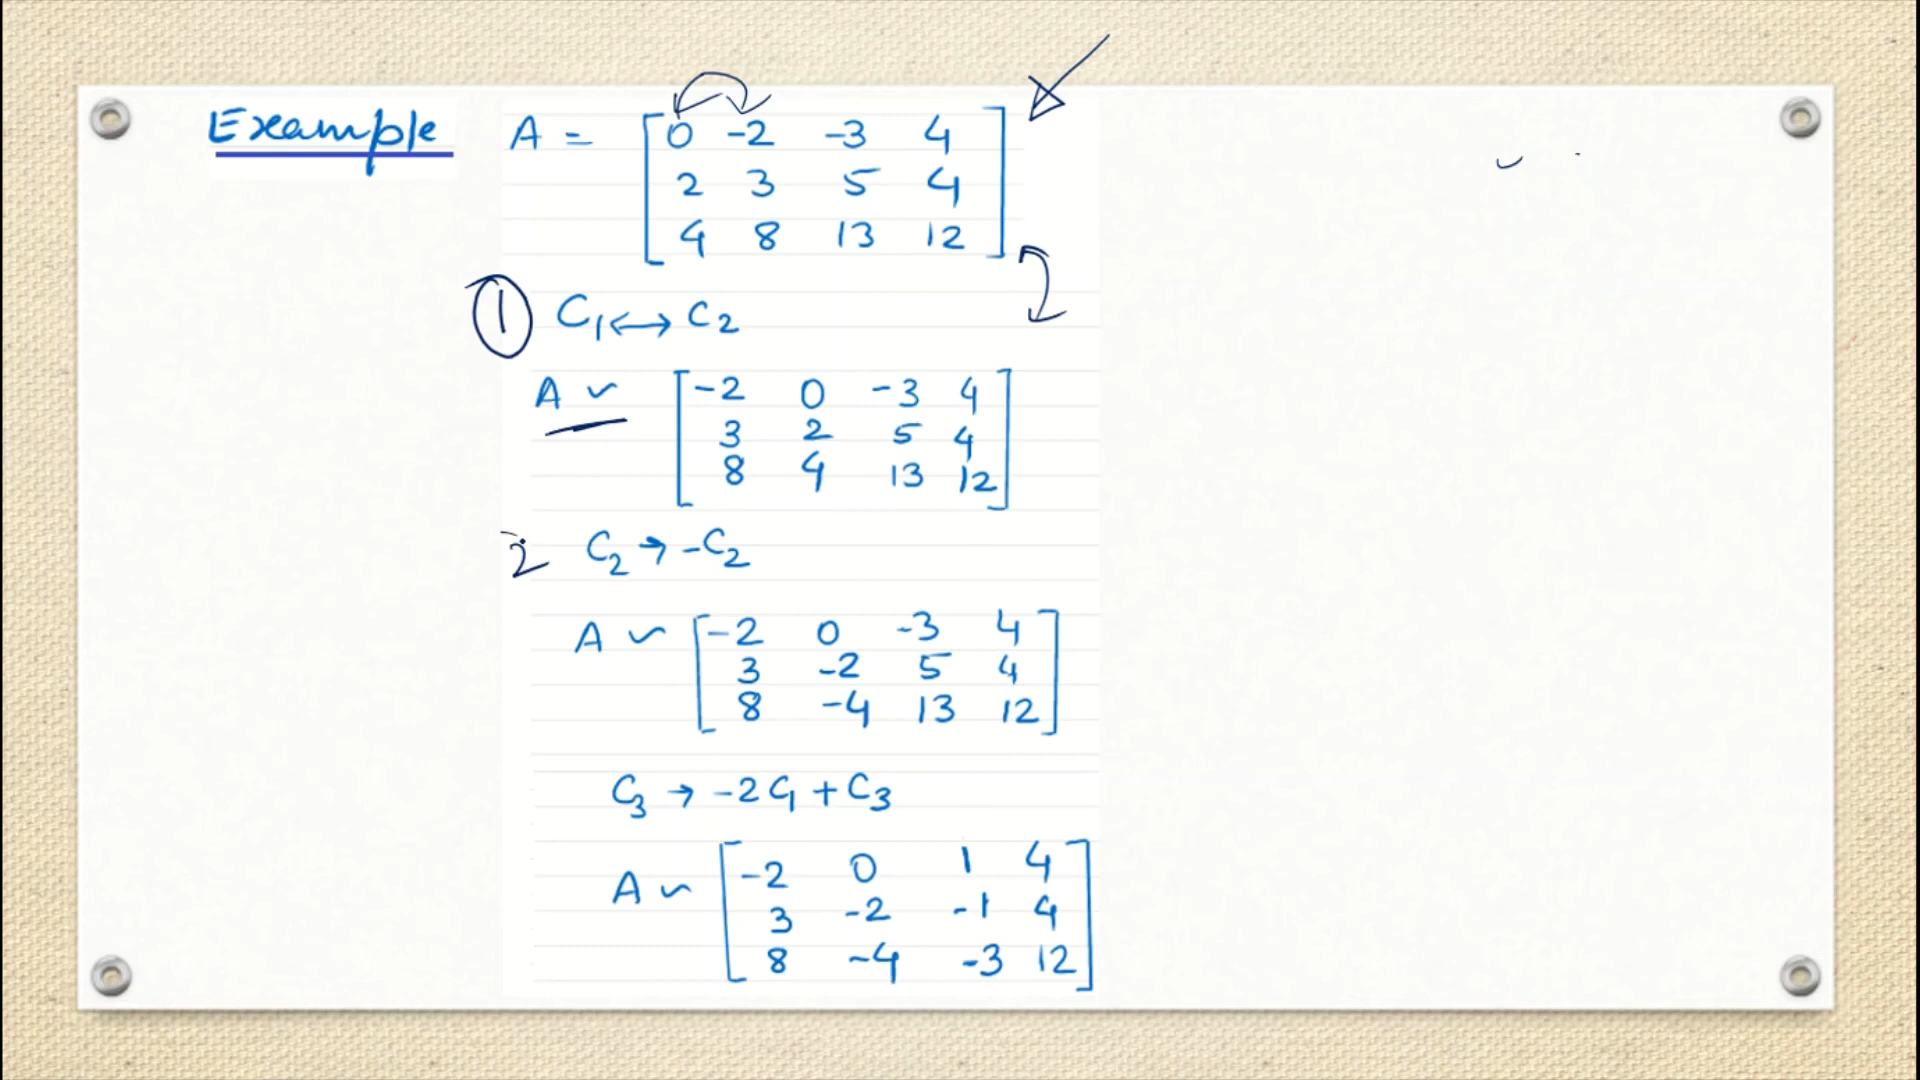 Example A = [ 0 -2 -3 4
2 3 5 4
4 8 13 12 ]
① C₁ ↔ C₂
A ~ [ -2 0 -3 4
3 2 5 4
8 4 13 12 ]
2 C₂ → -C₂
A ~ [ -2 0 -3 4
3 -2 5 4
8 -4 13 12 ]
C₃ → -2C₁ + C₃
A ~ [ -2 0 1 4
3 -2 -1 4
8 -4 -3 12 ]